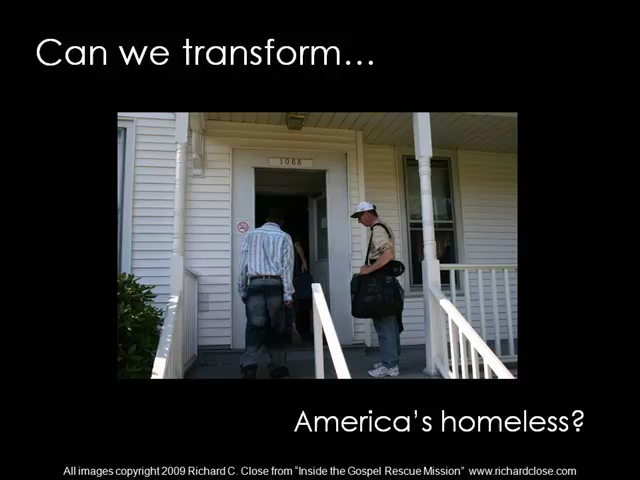 Can we transform…
1088
America's homeless?
All images copyright 2009 Richard C. Close from "Inside the Gospel Rescue Mission" www.richardclose.com